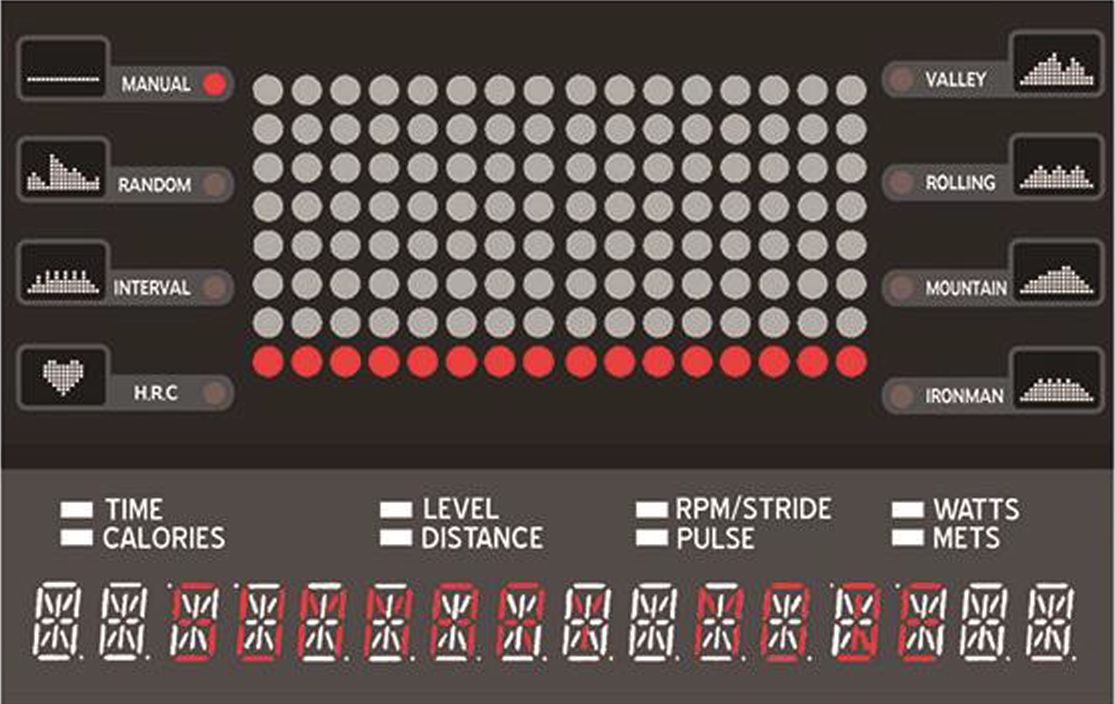 MANUAL
RANDOM
INTERVAL
H.R.C
VALLEY
ROLLING
MOUNTAIN
IRONMAN
TIME
CALORIES
LEVEL
DISTANCE
RPM/STRIDE
PULSE
WATTS
METS